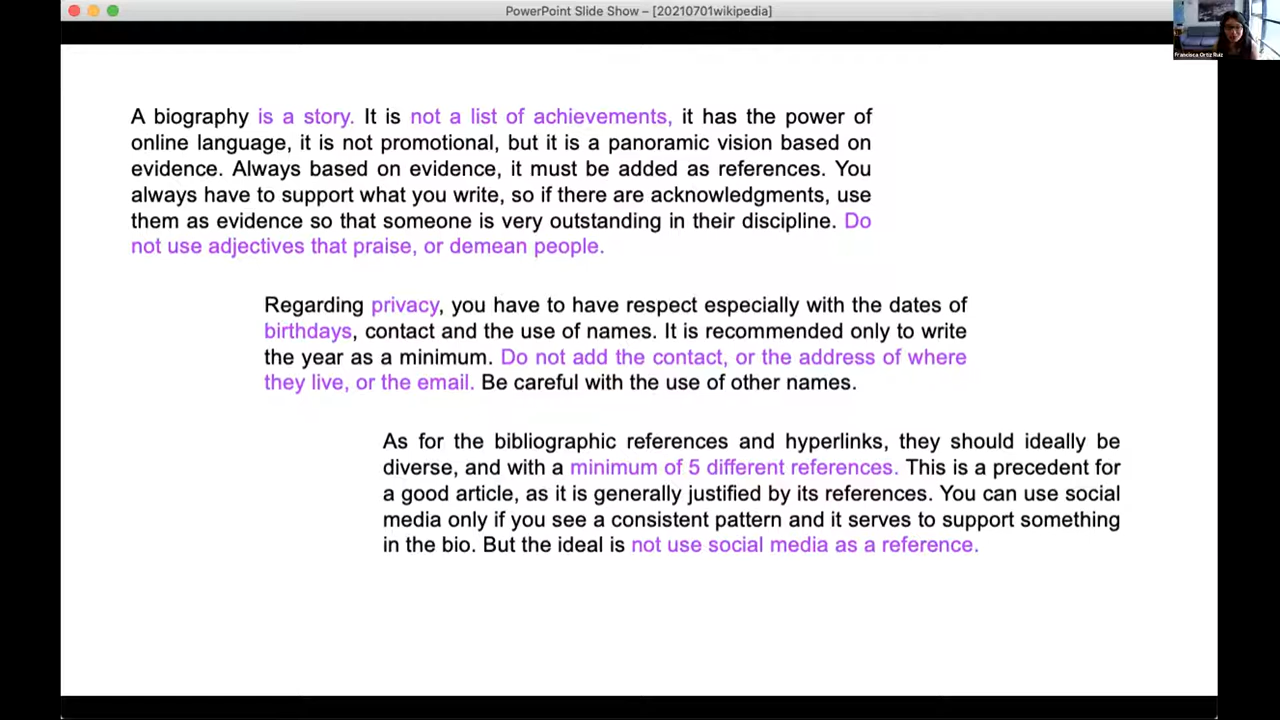 PowerPoint Slide Show – [20210701wikipedia]
Francisca Ortiz Ruiz
A biography is a story. It is not a list of achievements, it has the power of
online language, it is not promotional, but it is a panoramic vision based on
evidence. Always based on evidence, it must be added as references. You
always have to support what you write, so if there are acknowledgments, use
them as evidence so that someone is very outstanding in their discipline. Do
not use adjectives that praise, or demean people.
Regarding privacy, you have to have respect especially with the dates of
birthdays, contact and the use of names. It is recommended only to write
the year as a minimum. Do not add the contact, or the address of where
they live, or the email. Be careful with the use of other names.
As for the bibliographic references and hyperlinks, they should ideally be
diverse, and with a minimum of 5 different references. This is a precedent for
a good article, as it is generally justified by its references. You can use social
media only if you see a consistent pattern and it serves to support something
in the bio. But the ideal is not use social media as a reference.